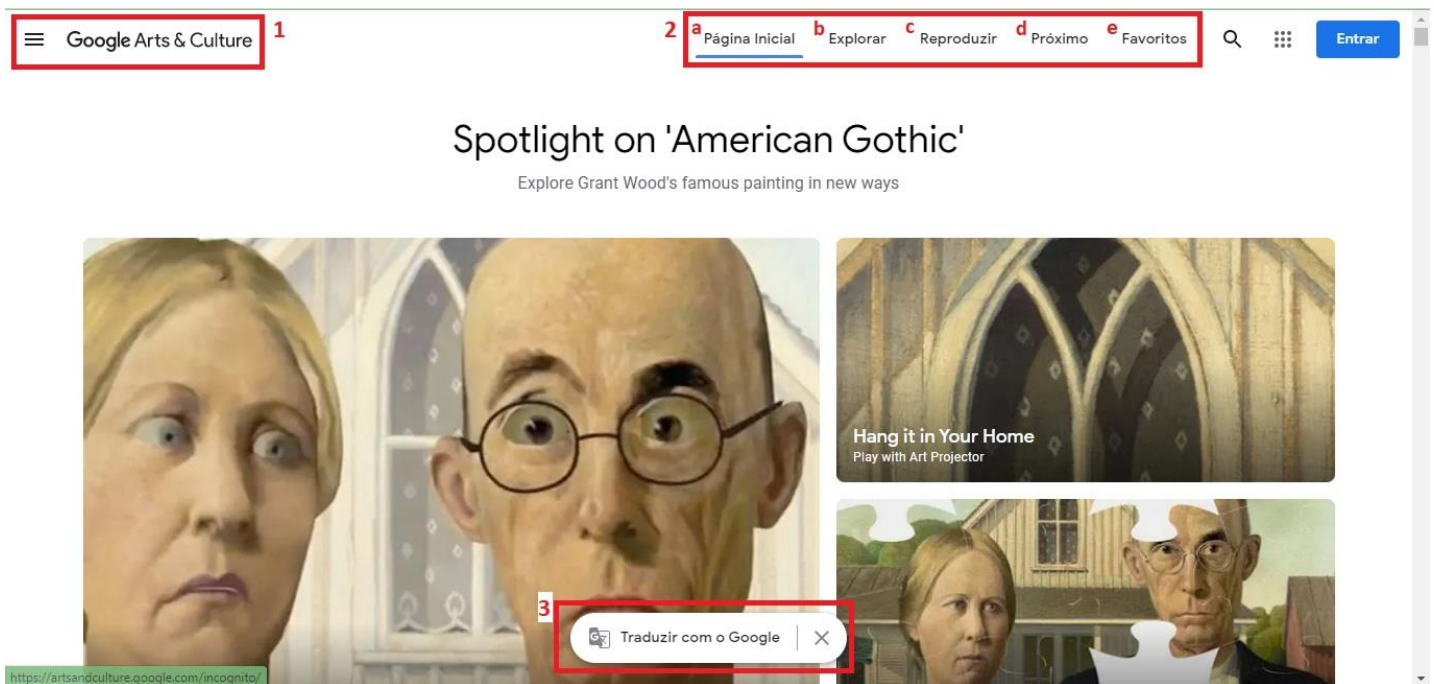 Google Arts & Culture 1
2 a Página Inicial b Explorar c Reproduzir d Próximo e Favoritos Entrar
Spotlight on 'American Gothic'
Explore Grant Wood's famous painting in new ways
Hang it in Your Home
Play with Art Projector
3
Traduzir com o Google
https://artsandculture.google.com/incognito/